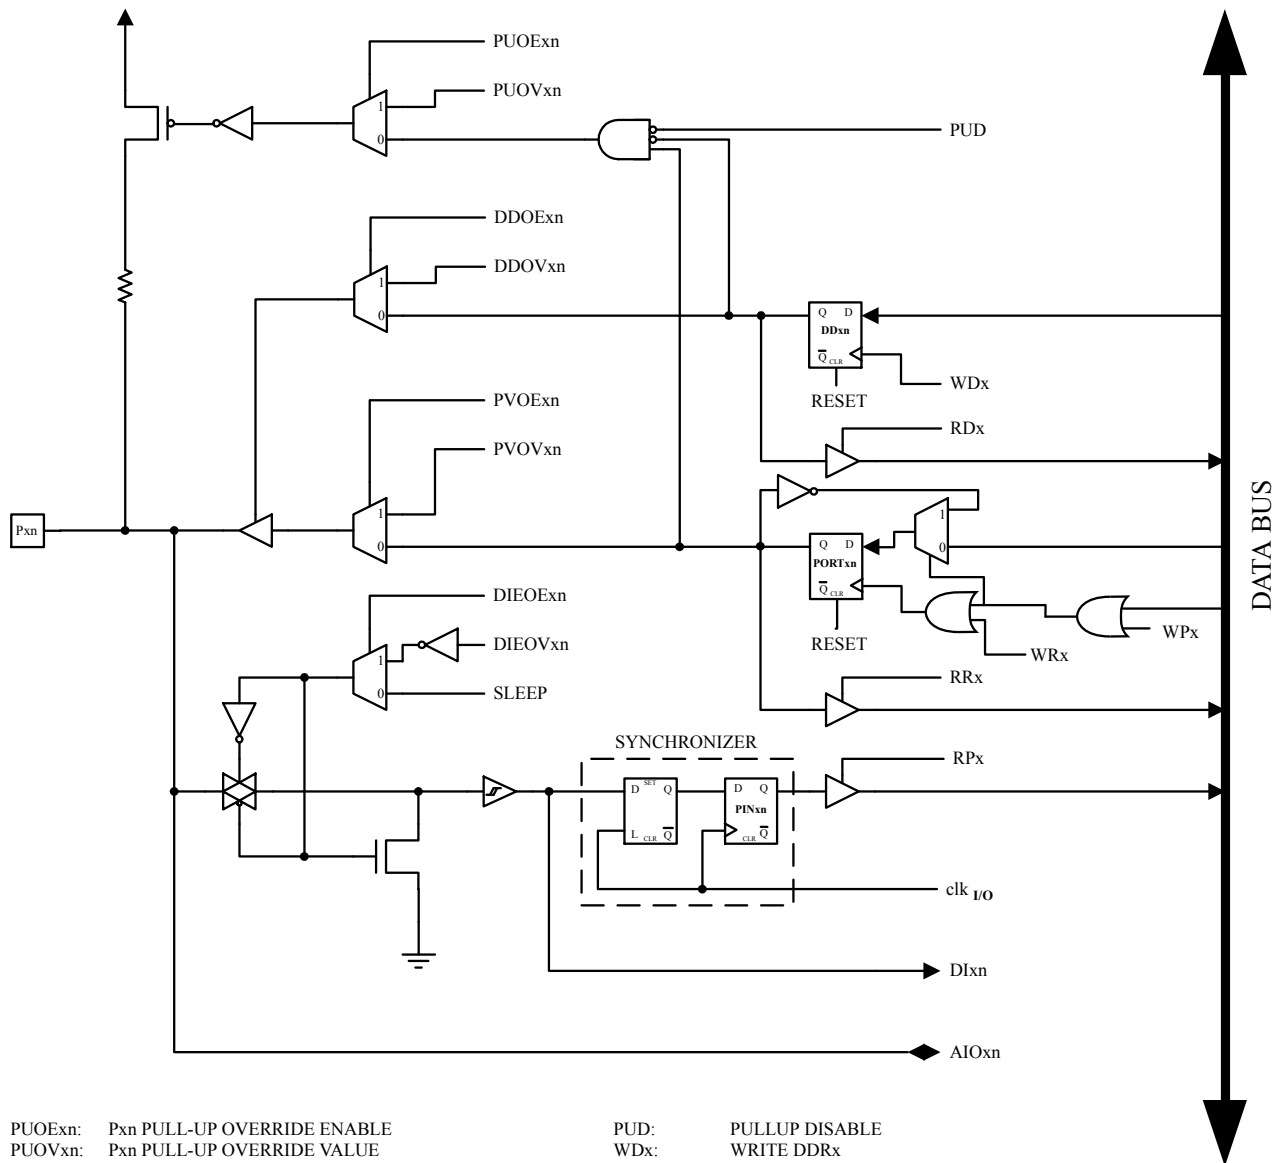 PUOExn
PUOVxn
1
0
PUD
DDOExn
DDOVxn
1
0
Q D
DDxn
Q CLR
WDx
RESET
PVOExn
RDx
PVOVxn
1
0
Pxn
1
0
Q D
PORTxn
Q CLR
DATA BUS
DIEOExn
RESET
WPx
DIEOVxn
WRx
1
0
SLEEP
RRx
SYNCHRONIZER
RPx
D SET Q
L CLR Q
D Q
PINxn
CLR Q
clk I/O
DIxn
AIOxn
PUOExn: Pxn PULL-UP OVERRIDE ENABLE
PUOVxn: Pxn PULL-UP OVERRIDE VALUE
PUD: PULLUP DISABLE
WDx: WRITE DDRx